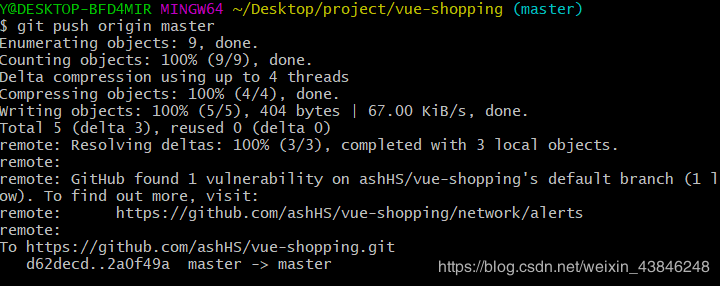 Y@DESKTOP-BFD4MIR MINGW64 ~/Desktop/project/vue-shopping (master)
$ git push origin master
Enumerating objects: 9, done.
Counting objects: 100% (9/9), done.
Delta compression using up to 4 threads
Compressing objects: 100% (4/4), done.
Writing objects: 100% (5/5), 404 bytes | 67.00 KiB/s, done.
Total 5 (delta 3), reused 0 (delta 0)
remote: Resolving deltas: 100% (3/3), completed with 3 local objects.
remote:
remote: GitHub found 1 vulnerability on ashHS/vue-shopping's default branch (1 l
ow). To find out more, visit:
remote:      https://github.com/ashHS/vue-shopping/network/alerts
remote:
To https://github.com/ashHS/vue-shopping.git
   d62decd..2a0f49a  master -> master
https://blog.csdn.net/weixin_43846248